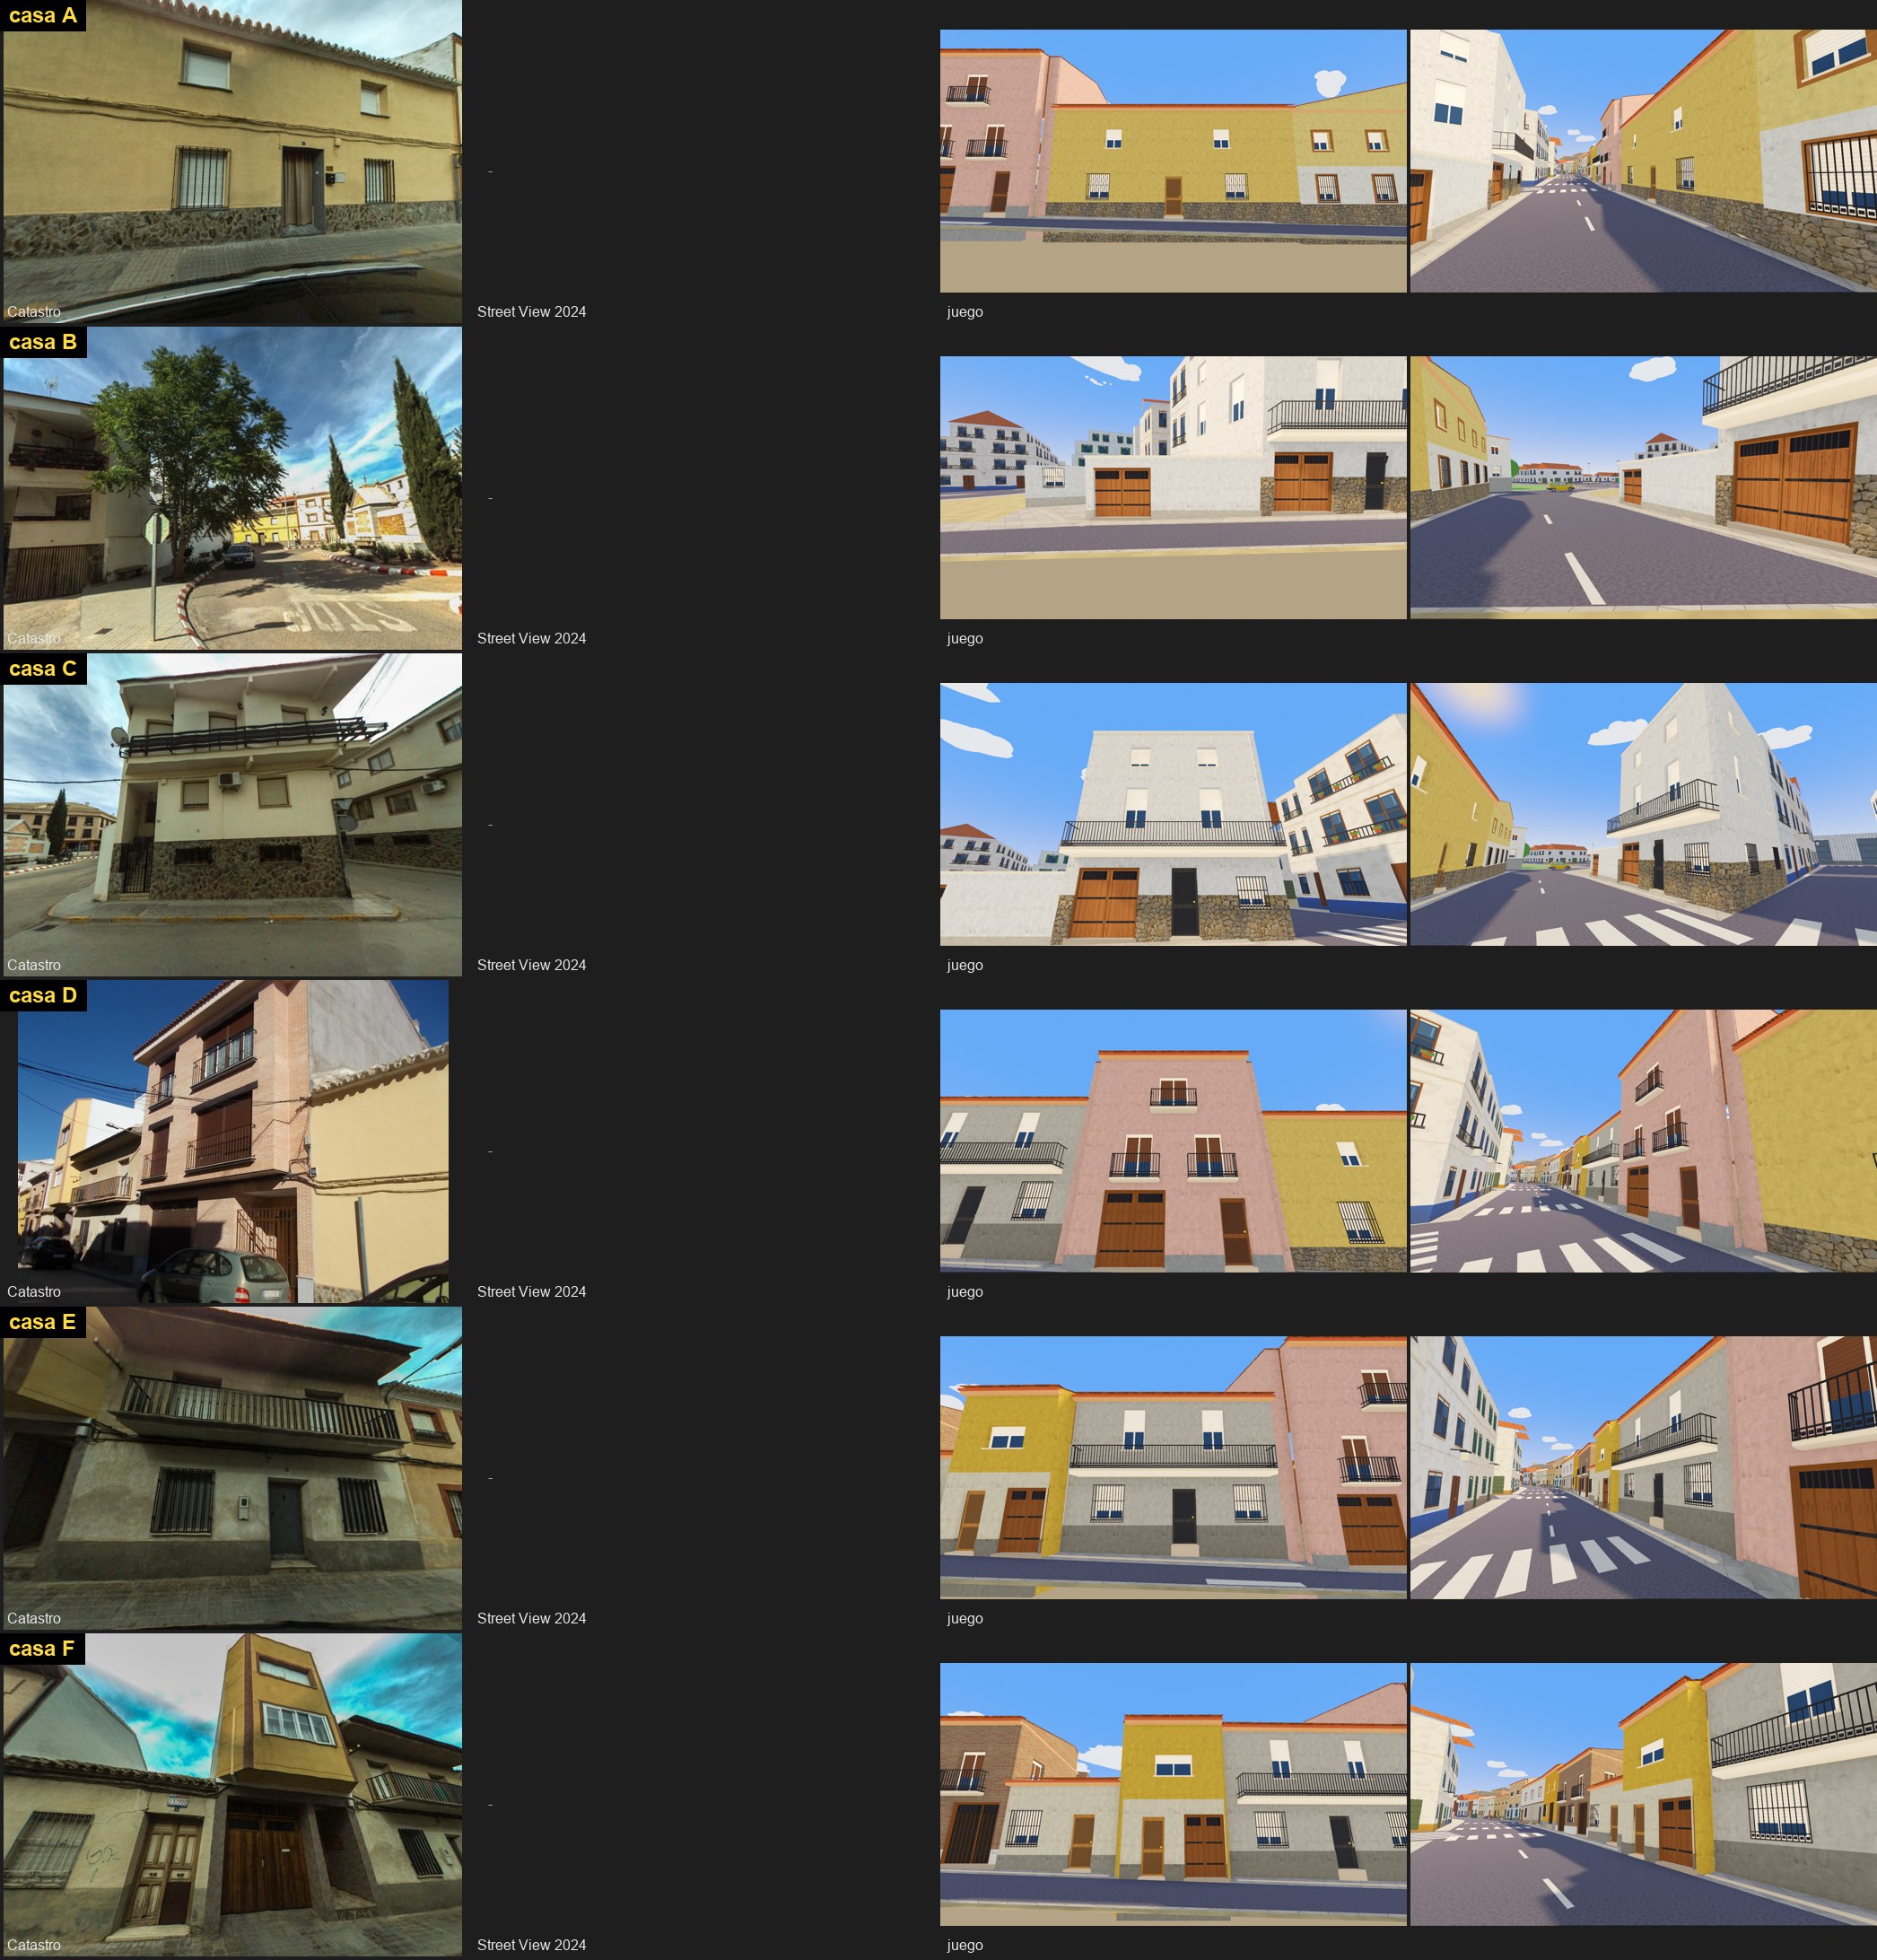 casa A
Catastro
-
Street View 2024
juego
casa B
STOP
Catastro
-
Street View 2024
juego
casa C
Catastro
-
Street View 2024
juego
casa D
Catastro
-
Street View 2024
juego
casa E
Catastro
-
Street View 2024
juego
casa F
Catastro
-
Street View 2024
juego